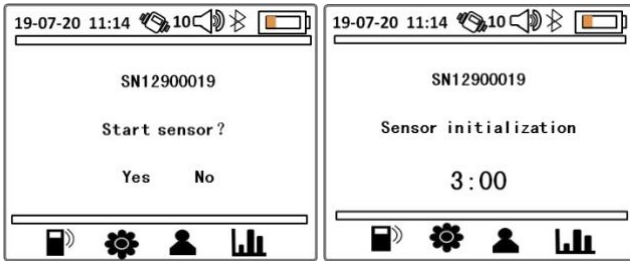 19-07-20 11:14 10
SN12900019
Start sensor?
Yes No
19-07-20 11:14 10
SN12900019
Sensor initialization
3:00